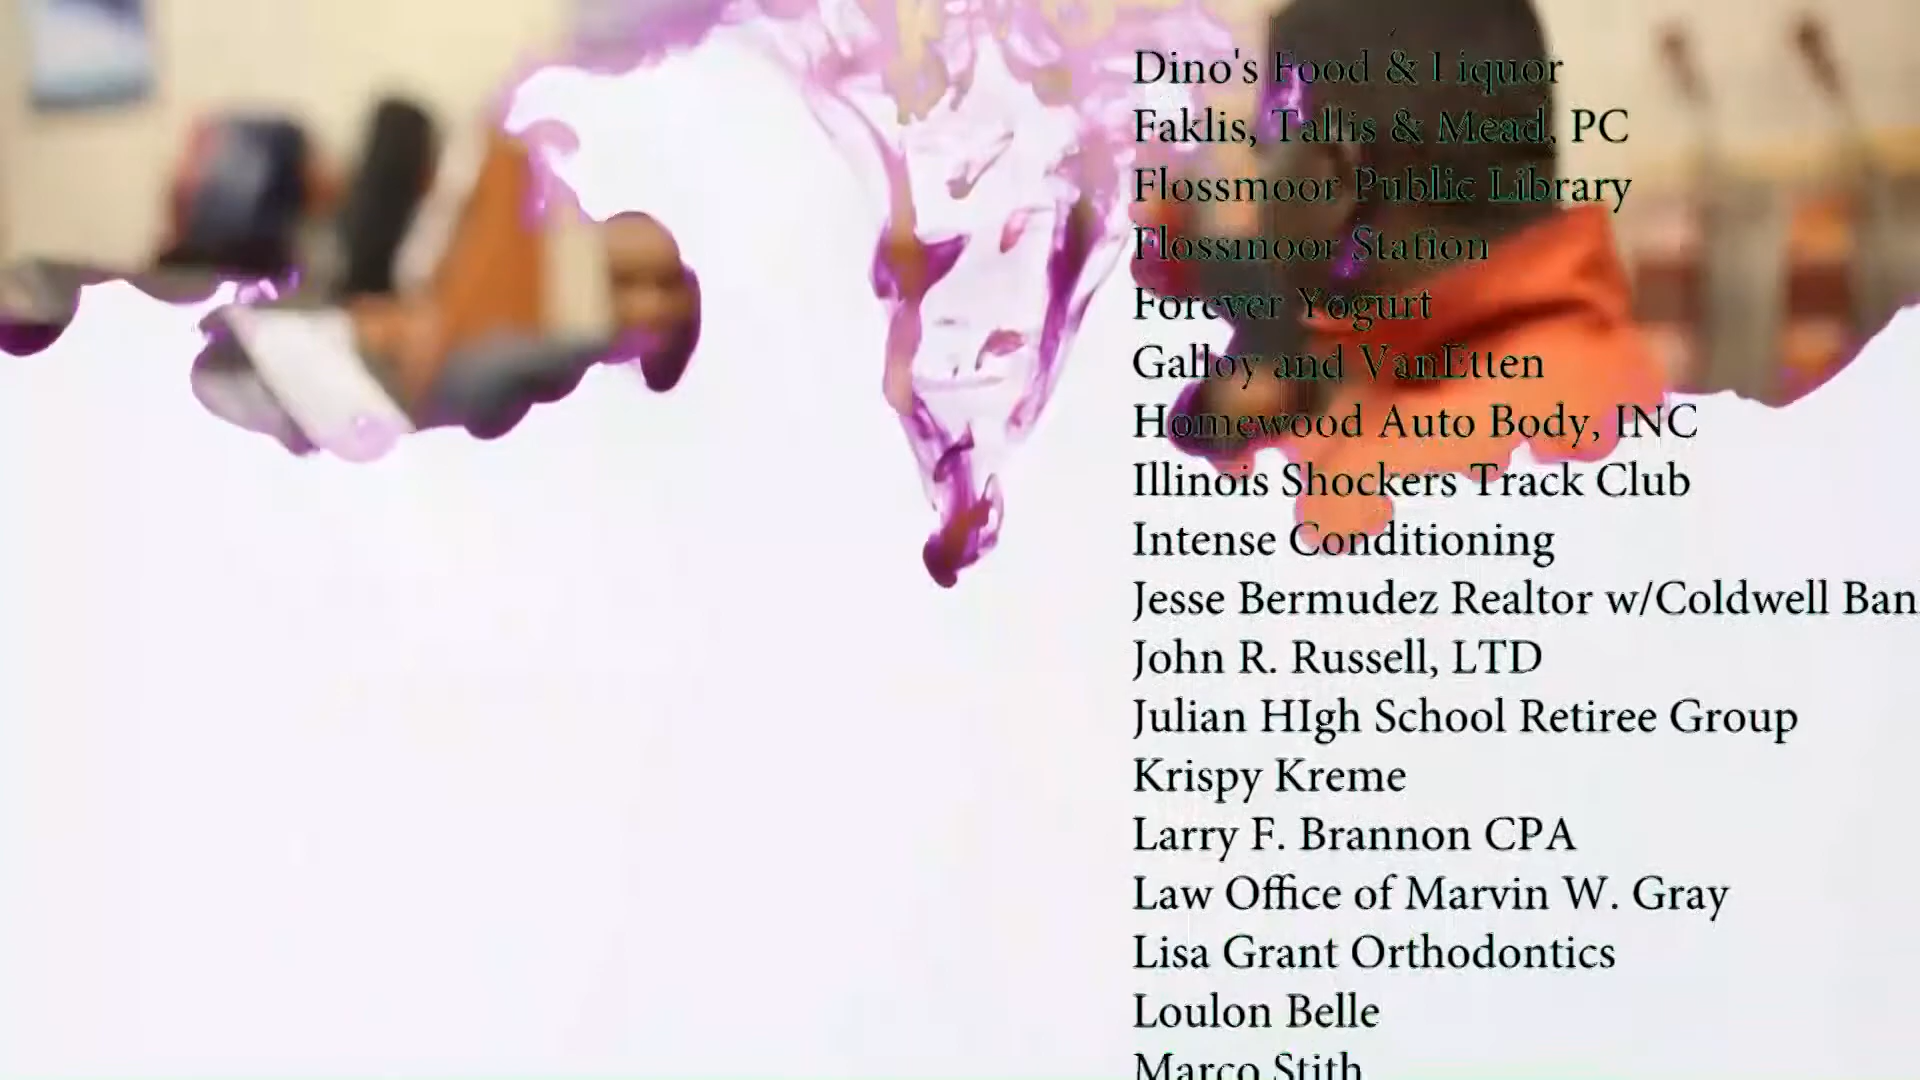 Dino's Food & Liquor
Faklis, Tallis & Mead, PC
Flossmoor Public Library
Flossmoor Station
Forever Yogurt
Galloy and VanEtten
Homewood Auto Body, INC
Illinois Shockers Track Club
Intense Conditioning
Jesse Bermudez Realtor w/Coldwell Ban
John R. Russell, LTD
Julian HIgh School Retiree Group
Krispy Kreme
Larry F. Brannon CPA
Law Office of Marvin W. Gray
Lisa Grant Orthodontics
Loulon Belle
Marco Stith